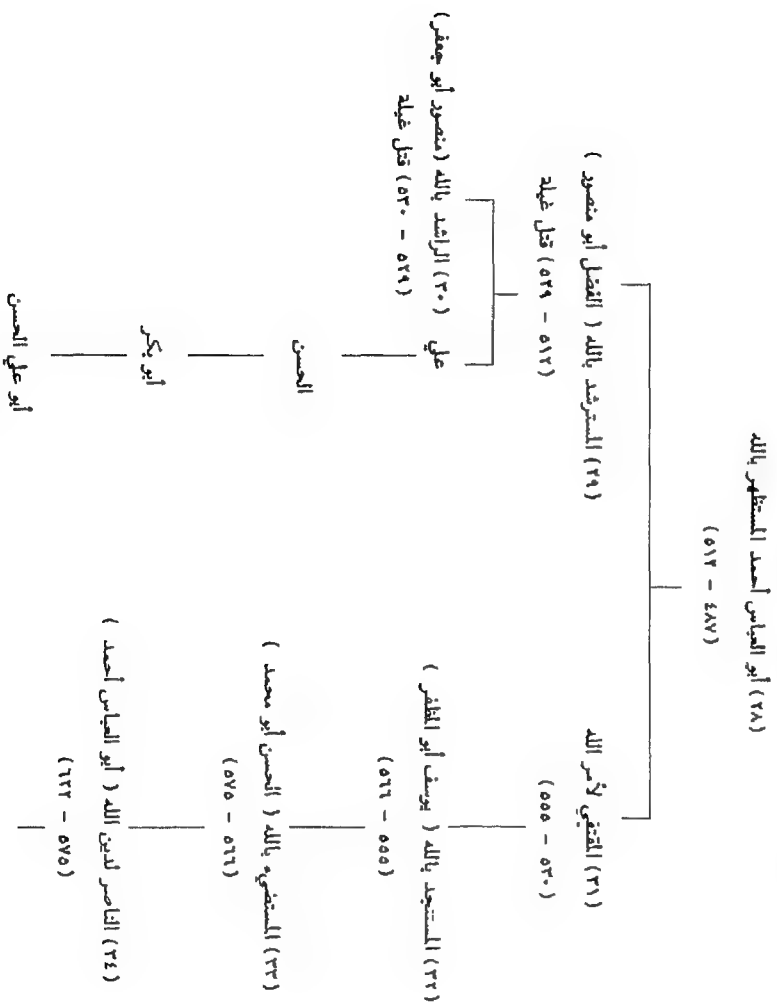 (٢٨) أبو العباس أحمد المستظهر بالله
(٤٨٧ - ٥١٢)
(٢٩) المسترشد بالله ( الفضل أبو منصور )
(٥١٢ - ٥٢٩) قتل غيلة
(٣١) المقتفي لأمر الله
(٥٣٠ - ٥٥٥)
علي
(٣٠) الراشد بالله (منصور أبو جعفر)
(٥٢٩ - ٥٣٠) قتل غيلة
(٣٢) المستنجد بالله ( يوسف أبو المظفر )
(٥٥٥ - ٥٦٦)
الحسن
(٣٣) المستضيء بالله ( الحسن أبو محمد )
(٥٦٦ - ٥٧٥)
أبو بكر
(٣٤) الناصر لدين الله ( أبو العباس أحمد )
(٥٧٥ - ٦٢٢)
أبو علي الحسن